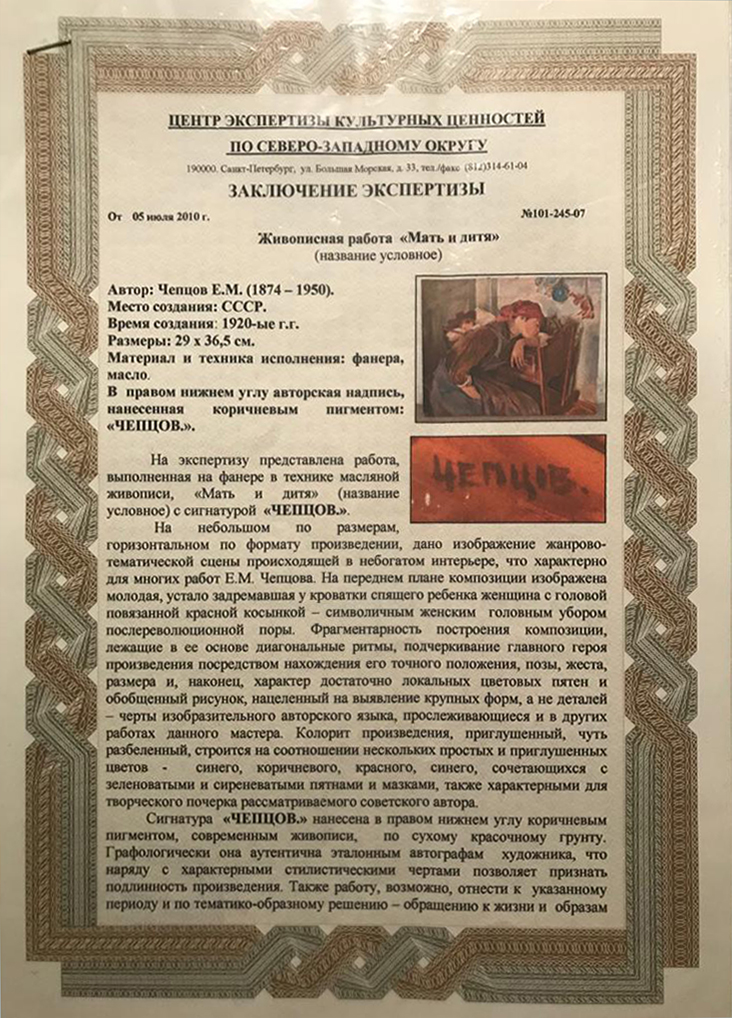 ЦЕНТР ЭКСПЕРТИЗЫ КУЛЬТУРНЫХ ЦЕННОСТЕЙ
ПО СЕВЕРО-ЗАПАДНОМУ ОКРУГУ
190000. Санкт-Петербург, ул. Большая Морская, д. 33, тел./факс (812)314-61-04
ЗАКЛЮЧЕНИЕ ЭКСПЕРТИЗЫ
От 05 июля 2010 г. №101-245-07
Живописная работа «Мать и дитя»
(название условное)
Автор: Чепцов Е.М. (1874 – 1950).
Место создания: СССР.
Время создания: 1920-ые г.г.
Размеры: 29 х 36,5 см.
Материал и техника исполнения: фанера,
масло.
В правом нижнем углу авторская надпись,
нанесенная коричневым пигментом:
«ЧЕПЦОВ.».
ЧЕПЦОВ.
На экспертизу представлена работа,
выполненная на фанере в технике масляной
живописи, «Мать и дитя» (название
условное) с сигнатурой «ЧЕПЦОВ.».
На небольшом по размерам,
горизонтальном по формату произведении, дано изображение жанрово-
тематической сцены происходящей в небогатом интерьере, что характерно
для многих работ Е.М. Чепцова. На переднем плане композиции изображена
молодая, устало задремавшая у кроватки спящего ребенка женщина с головой
повязанной красной косынкой – символичным женским головным убором
послереволюционной поры. Фрагментарность построения композиции,
лежащие в ее основе диагональные ритмы, подчеркивание главного героя
произведения посредством нахождения его точного положения, позы, жеста,
размера и, наконец, характер достаточно локальных цветовых пятен и
обобщенный рисунок, нацеленный на выявление крупных форм, а не деталей
– черты изобразительного авторского языка, прослеживающиеся и в других
работах данного мастера. Колорит произведения, приглушенный, чуть
разбеленный, строится на соотношении нескольких простых и приглушенных
цветов - синего, коричневого, красного, синего, сочетающихся с
зеленоватыми и сиреневатыми пятнами и мазками, также характерными для
творческого почерка рассматриваемого советского автора.
Сигнатура «ЧЕПЦОВ.» нанесена в правом нижнем углу коричневым
пигментом, современным живописи, по сухому красочному грунту.
Графологически она аутентична эталонным автографам художника, что
наряду с характерными стилистическими чертами позволяет признать
подлинность произведения. Также работу, возможно, отнести к указанному
периоду и по тематико-образному решению – обращению к жизни и образам